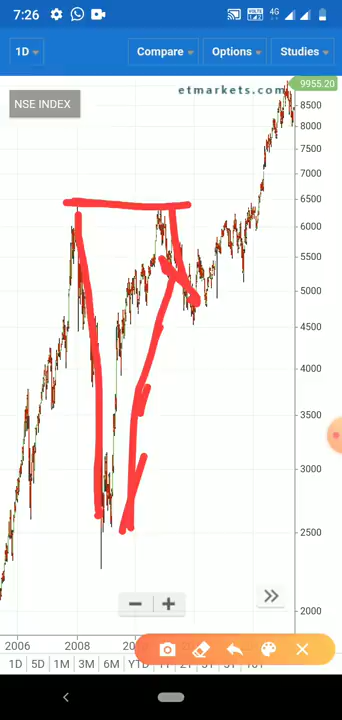 7:26
4G
1D
Compare
Options
Studies
NSE INDEX
etmarkets.com
9955.20
8500
8000
7500
7000
6500
6000
5500
5000
4500
4000
3500
3000
2500
2000
2006
2008
1D 5D 1M 3M 6M YTD